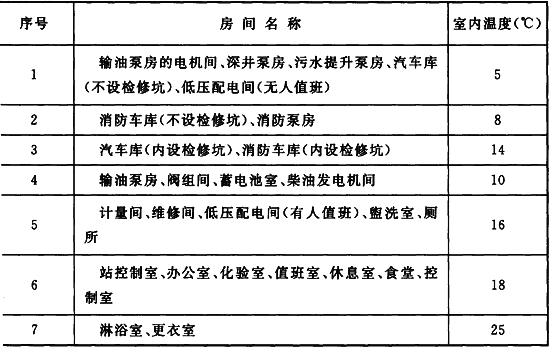 序号 房间名称 室内温度(℃)
1 输油泵房的电机间、深井泵房、污水提升泵房、汽车库
(不设检修坑)、低压配电间(无人值班) 5
2 消防车库(不设检修坑)、消防泵房 8
3 汽车库(内设检修坑)、消防车库(内设检修坑) 14
4 输油泵房、阀组间、蓄电池室、柴油发电机间 10
5 计量间、维修间、低压配电间(有人值班)、盥洗室、厕
所 16
6 站控制室、办公室、化验室、值班室、休息室、食堂、控
制室 18
7 淋浴室、更衣室 25